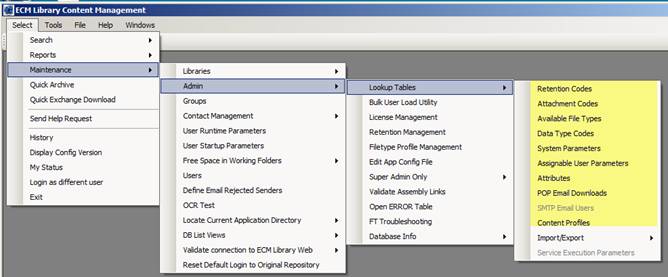 ECM Library Content Management
Select Tools File Help Windows
Search
Reports
Maintenance
Quick Archive
Quick Exchange Download
Send Help Request
History
Display Config Version
My Status
Login as different user
Exit
Libraries
Admin
Groups
Contact Management
User Runtime Parameters
User Startup Parameters
Free Space in Working Folders
Users
Define Email Rejected Senders
OCR Test
Locate Current Application Directory
DB List Views
Validate connection to ECM Library Web
Reset Default Login to Original Repository
Lookup Tables
Bulk User Load Utility
License Management
Retention Management
Filetype Profile Management
Edit App Config File
Super Admin Only
Validate Assembly Links
Open ERROR Table
FT Troubleshooting
Database Info
Retention Codes
Attachment Codes
Available File Types
Data Type Codes
System Parameters
Assignable User Parameters
Attributes
POP Email Downloads
SMTP Email Users
Content Profiles
Import/Export
Service Execution Parameters